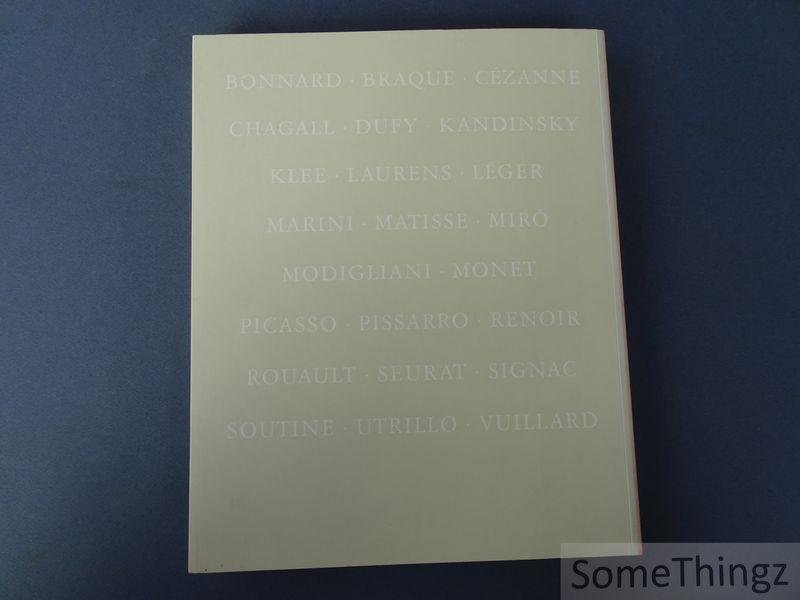 BONNARD · BRAQUE · CÉZANNE
CHAGALL · DUFY · KANDINSKY
KLEE · LAURENS · LÉGER
MARINI · MATISSE · MIRÓ
MODIGLIANI · MONET
PICASSO · PISSARRO · RENOIR
ROUAULT · SEURAT · SIGNAC
SOUTINE · UTRILLO · VUILLARD
SomeThingz